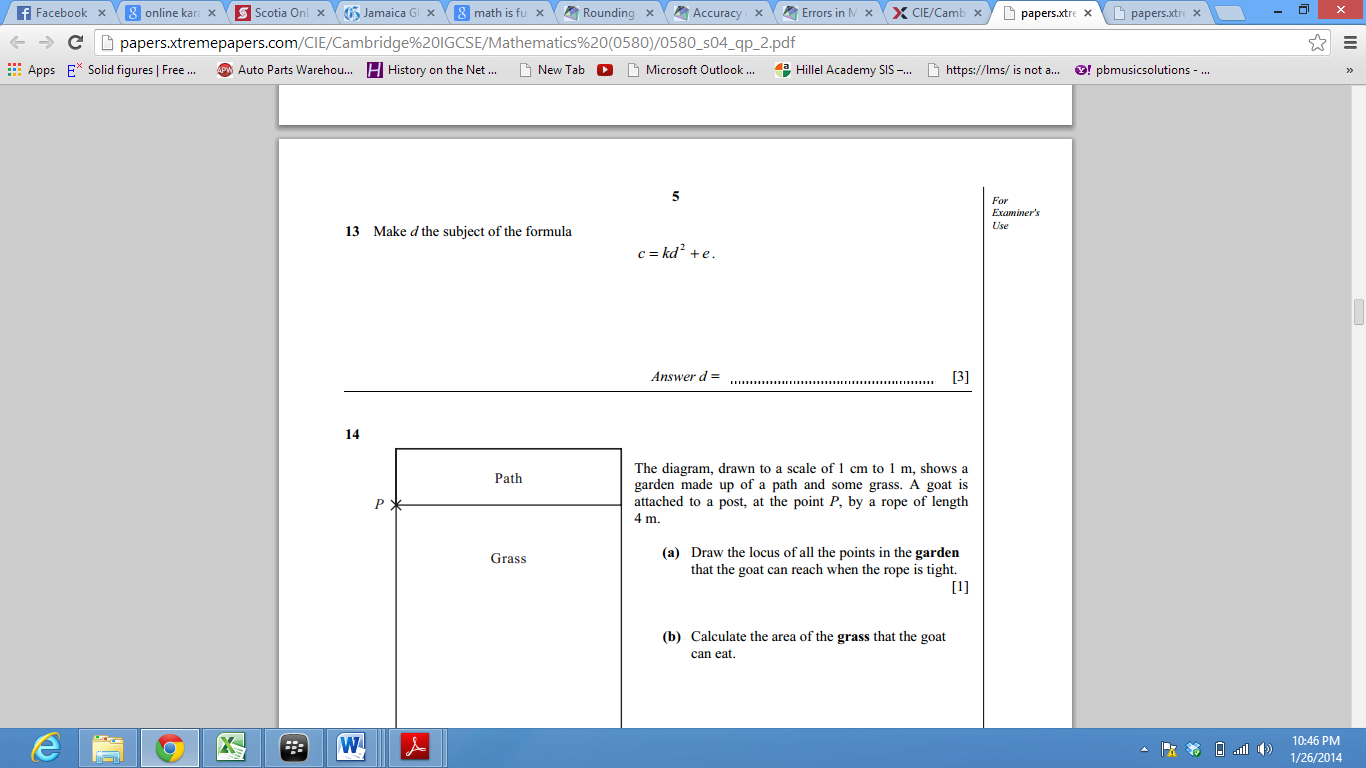 Facebook
online kar
Scotia Onl
Jamaica Gl
math is fu
Rounding
Accuracy
Errors in M
CIE/Camb
papers.xtre
papers.xtr
papers.xtremepapers.com/CIE/Cambridge%20IGCSE/Mathematics%20(0580)/0580_s04_qp_2.pdf
Apps
Solid figures | Free ...
Auto Parts Warehou...
History on the Net ...
New Tab
Microsoft Outlook ...
Hillel Academy SIS –...
https://lms/ is not a...
pbmusicsolutions - ...
»
5
For
Examiner's
Use
13 Make d the subject of the formula
c = kd² + e.
Answer d = ...................................................... [3]
14
Path
P
Grass
The diagram, drawn to a scale of 1 cm to 1 m, shows a
garden made up of a path and some grass. A goat is
attached to a post, at the point P, by a rope of length
4 m.
(a) Draw the locus of all the points in the garden
that the goat can reach when the rope is tight.
[1]
(b) Calculate the area of the grass that the goat
can eat.
10:46 PM
1/26/2014